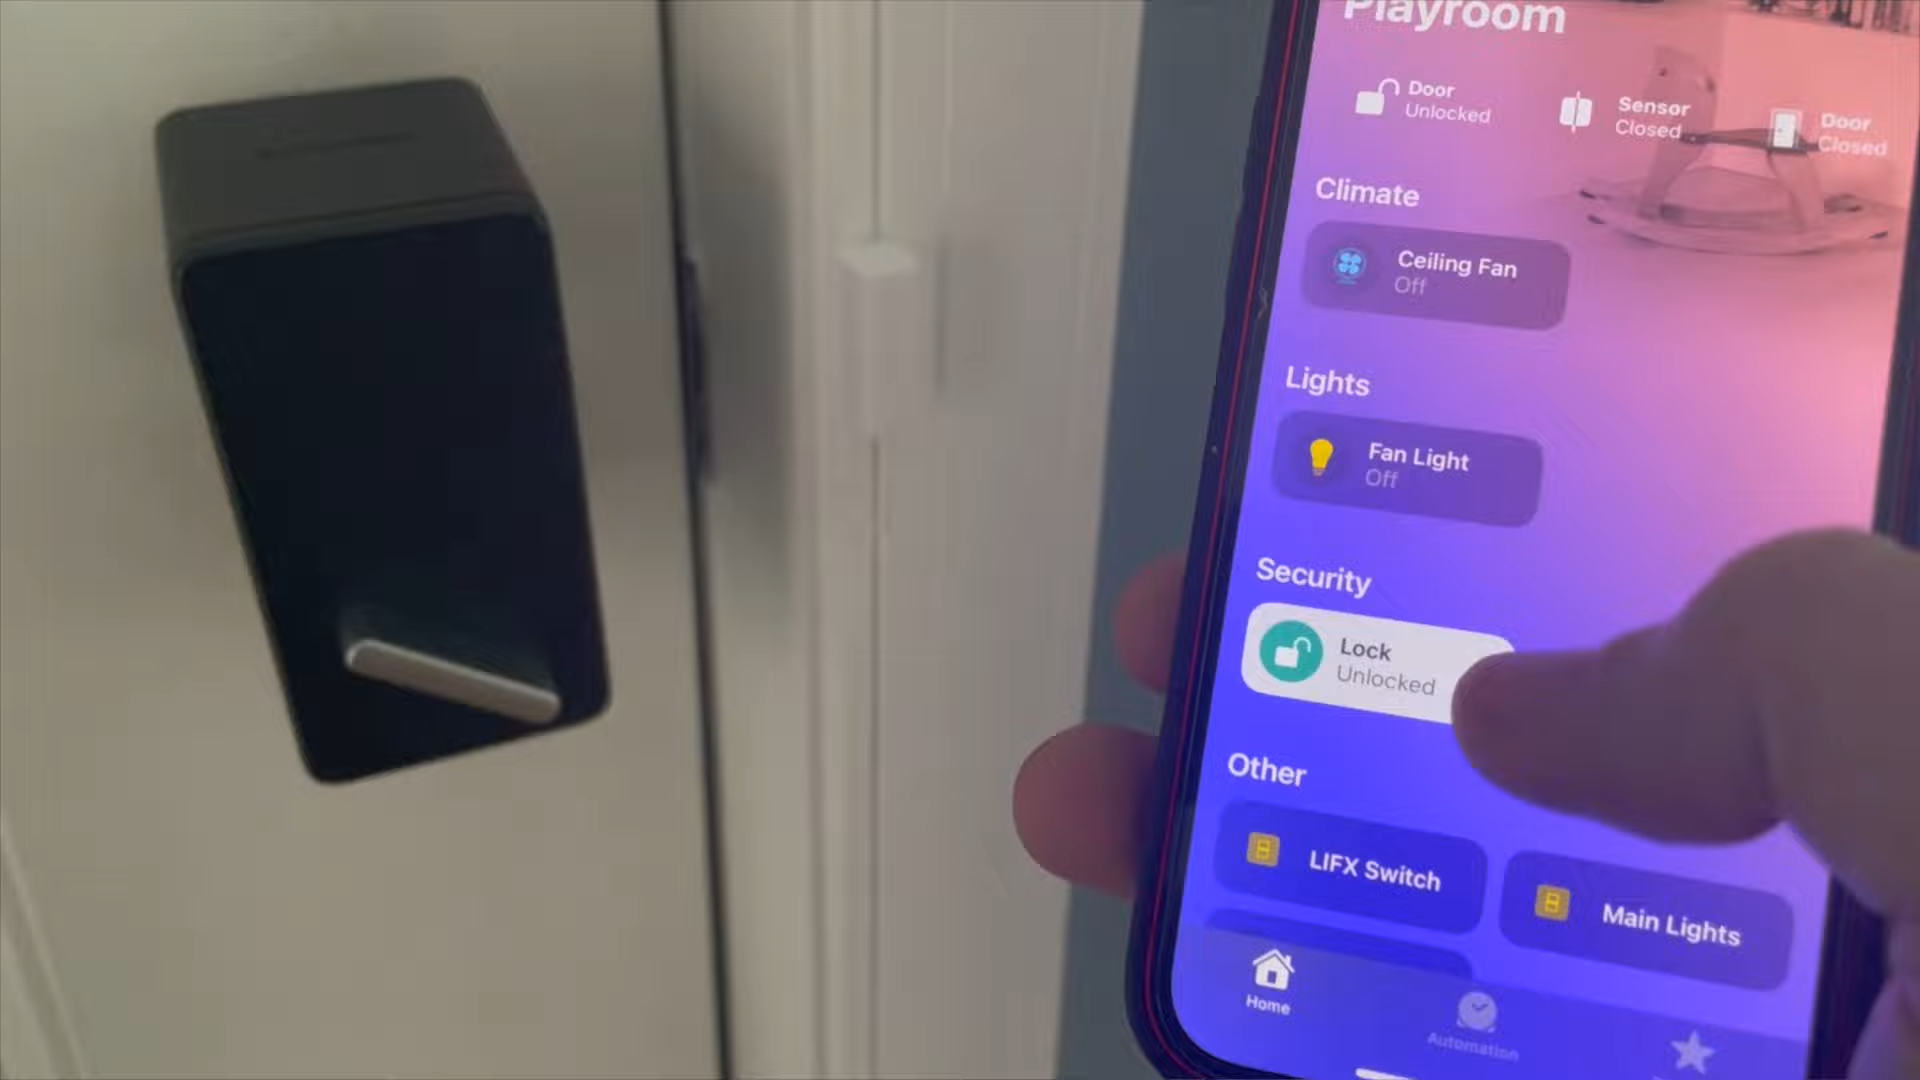 Playroom
Door
Unlocked
Sensor
Closed
Door
Closed
Climate
Ceiling Fan
Off
Lights
Fan Light
Off
Security
Lock
Unlocked
Other
LIFX Switch
Main Lights
Home
Automation